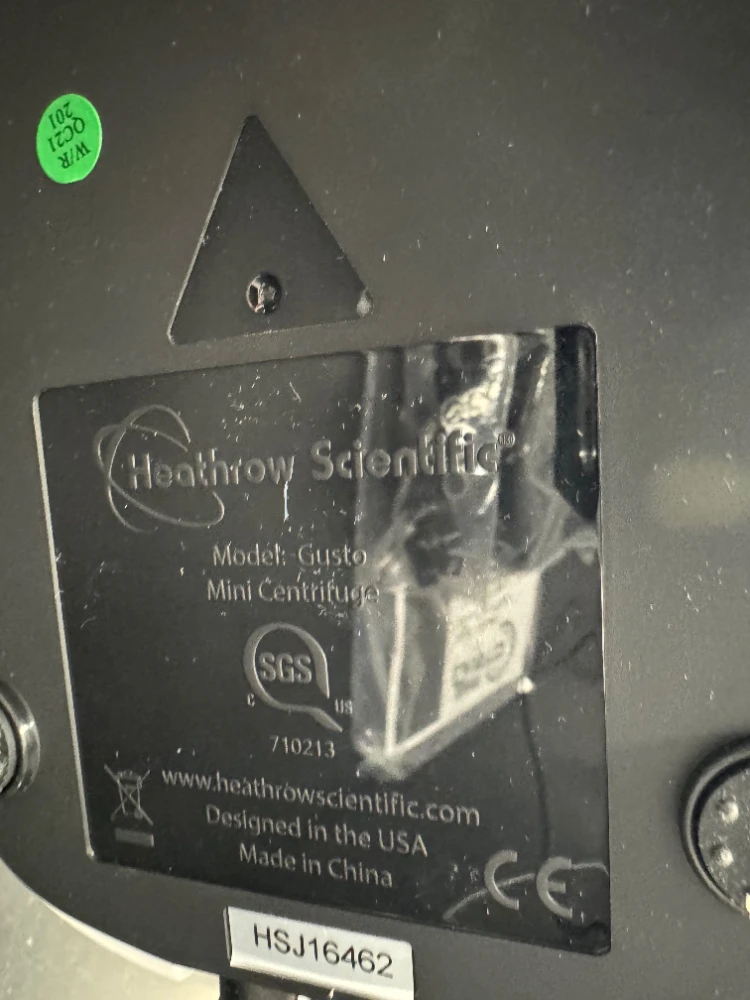 W/R
QC21
201
Heathrow Scientific®
Model: Gusto
Mini Centrifuge
SGS
C US
710213
www.heathrowscientific.com
Designed in the USA
Made in China
CE
HSJ16462